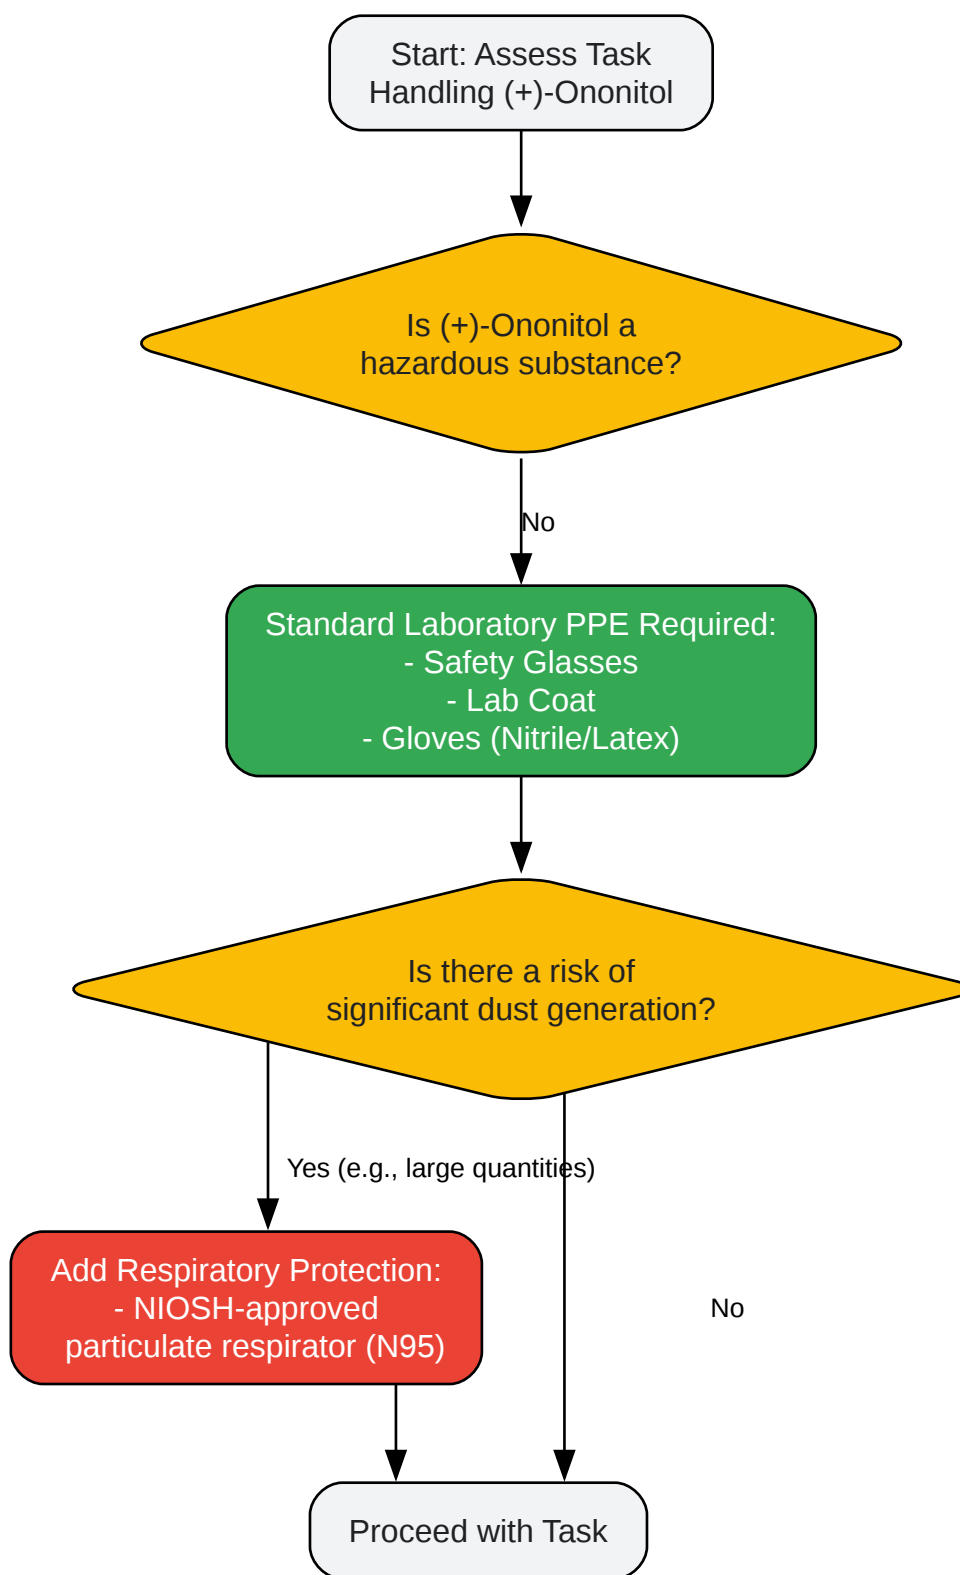 Start: Assess Task
Handling (+)-Ononitol
Is (+)-Ononitol a
hazardous substance?
No
Standard Laboratory PPE Required:
- Safety Glasses
- Lab Coat
- Gloves (Nitrile/Latex)
Is there a risk of
significant dust generation?
Yes (e.g., large quantities)
Add Respiratory Protection:
- NIOSH-approved
particulate respirator (N95)
No
Proceed with Task